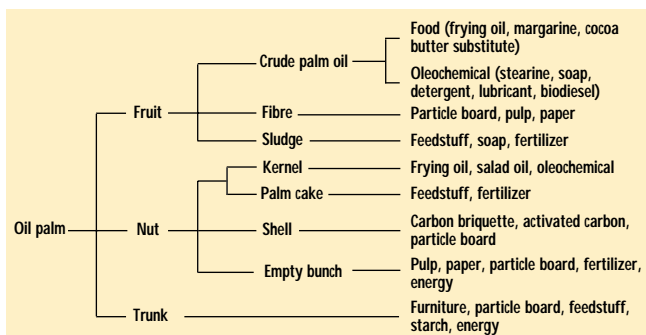 Food (frying oil, margarine, cocoa
butter substitute)
Crude palm oil
Oleochemical (stearine, soap,
detergent, lubricant, biodiesel)
Fruit
Fibre
Particle board, pulp, paper
Sludge
Feedstuff, soap, fertilizer
Kernel
Frying oil, salad oil, oleochemical
Palm cake
Feedstuff, fertilizer
Oil palm
Nut
Shell
Carbon briquette, activated carbon,
particle board
Empty bunch
Pulp, paper, particle board, fertilizer,
energy
Trunk
Furniture, particle board, feedstuff,
starch, energy